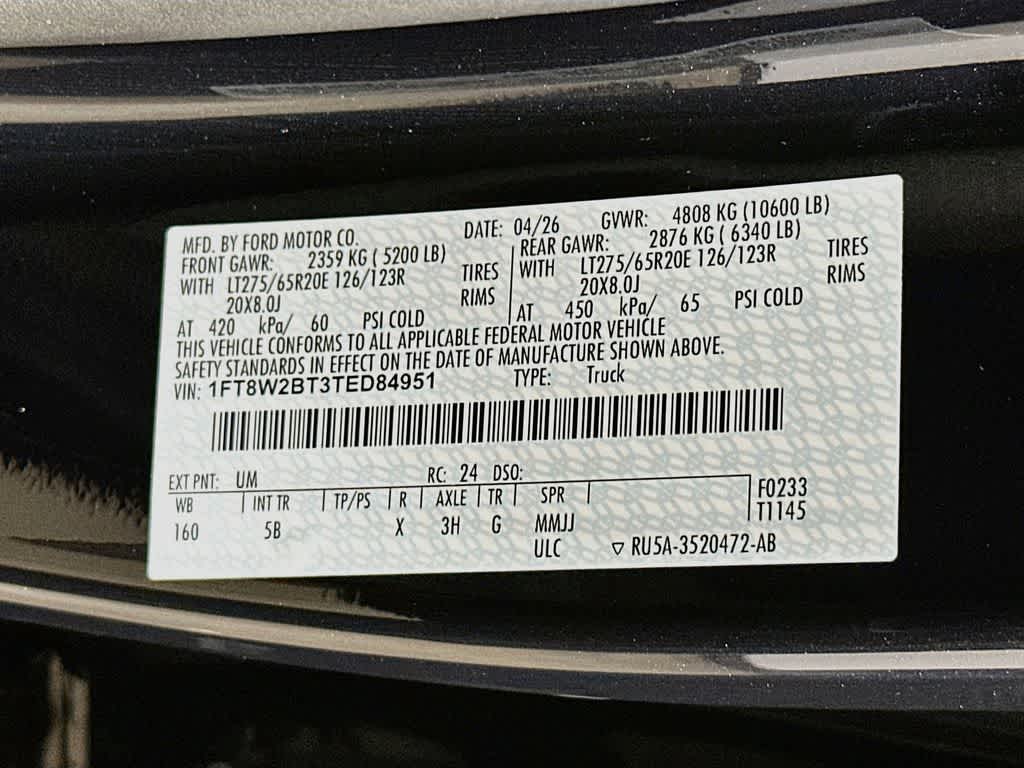 MFD. BY FORD MOTOR CO. DATE: 04/26 GVWR: 4808 KG (10600 LB)
FRONT GAWR: 2359 KG ( 5200 LB) REAR GAWR: 2876 KG ( 6340 LB)
WITH LT275/65R20E 126/123R TIRES WITH LT275/65R20E 126/123R TIRES
20X8.0J RIMS 20X8.0J RIMS
AT 420 kPa/ 60 PSI COLD AT 450 kPa/ 65 PSI COLD
THIS VEHICLE CONFORMS TO ALL APPLICABLE FEDERAL MOTOR VEHICLE
SAFETY STANDARDS IN EFFECT ON THE DATE OF MANUFACTURE SHOWN ABOVE.
VIN: 1FT8W2BT3TED84951 TYPE: Truck
EXT PNT: UM RC: 24 DSO:
WB INT TR TP/PS R AXLE TR SPR F0233
160 5B X 3H G MMJJ T1145
ULC ▽ RU5A-3520472-AB